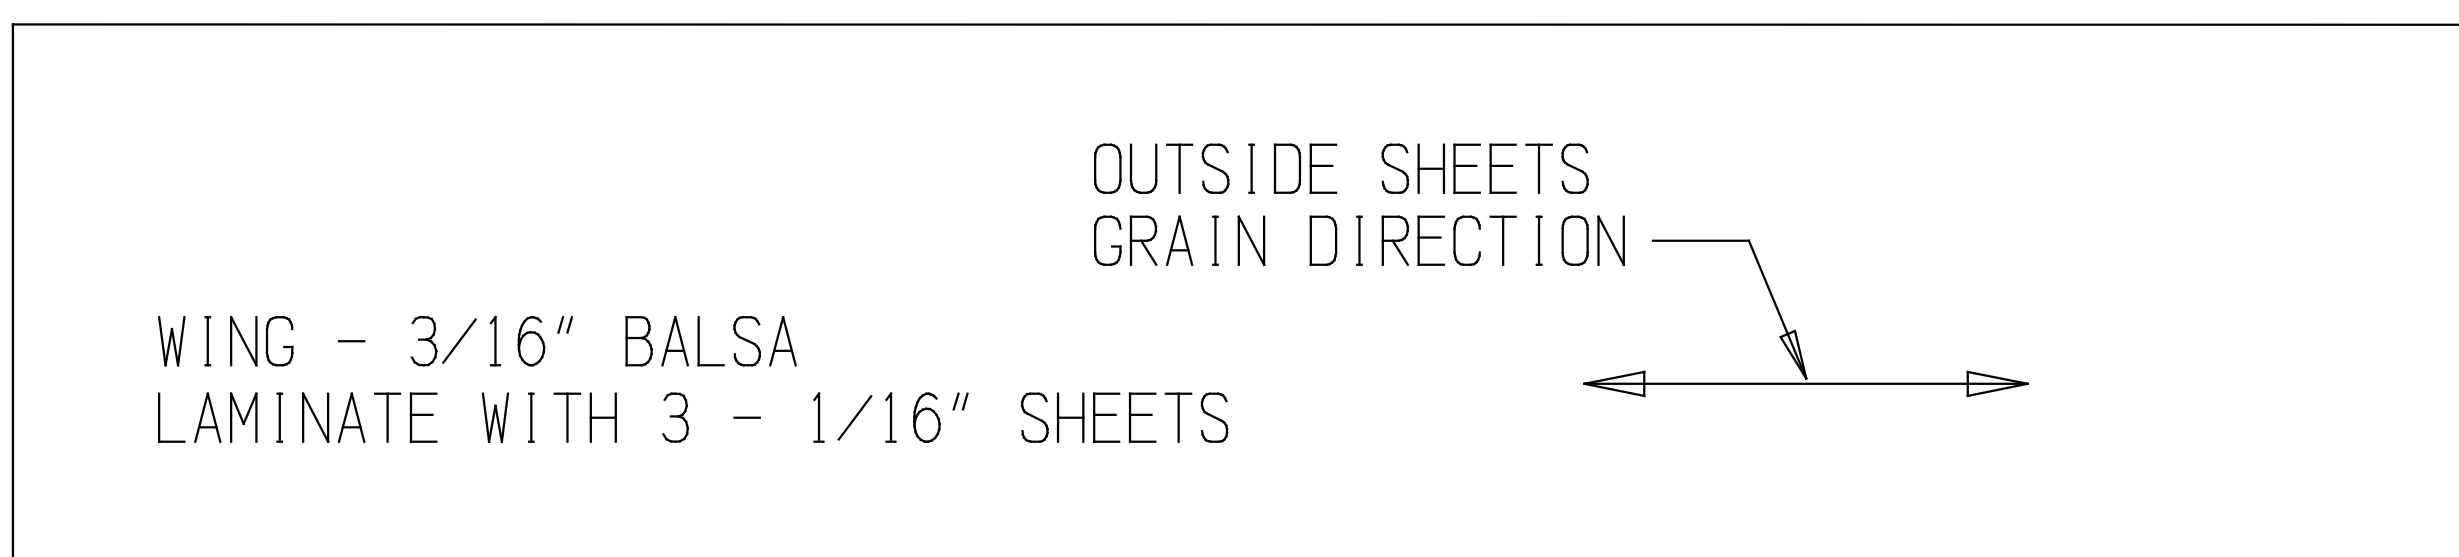 OUTSIDE SHEETS
GRAIN DIRECTION
WING - 3/16" BALSA
LAMINATE WITH 3 - 1/16" SHEETS